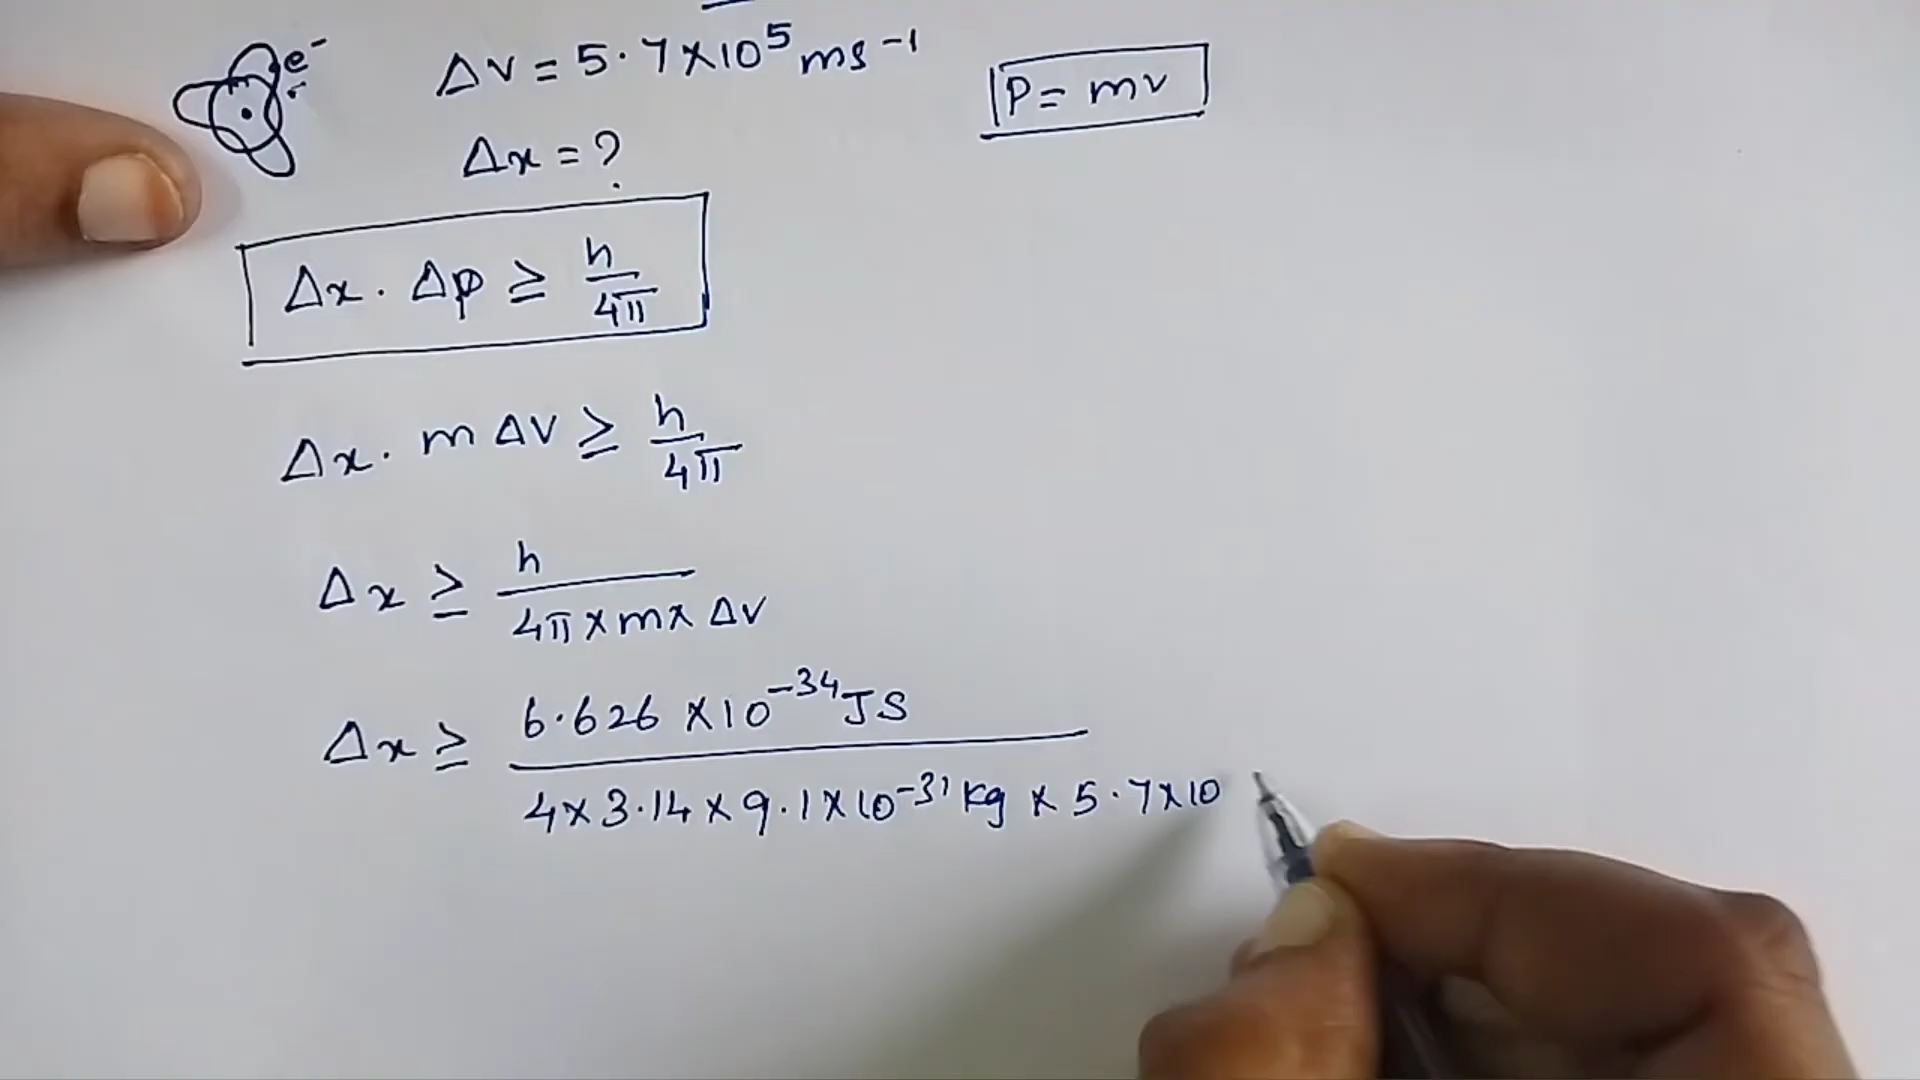 e⁻
Δv = 5.7×10⁵ ms⁻¹
P = mv
Δx = ?
Δx . Δp ≥ h/4π
Δx . m Δv ≥ h/4π
Δx ≥ h/4π × m × Δv
Δx ≥ 6.626 ×10⁻³⁴ JS
4 × 3.14 × 9.1 × 10⁻³¹ kg × 5.7×10